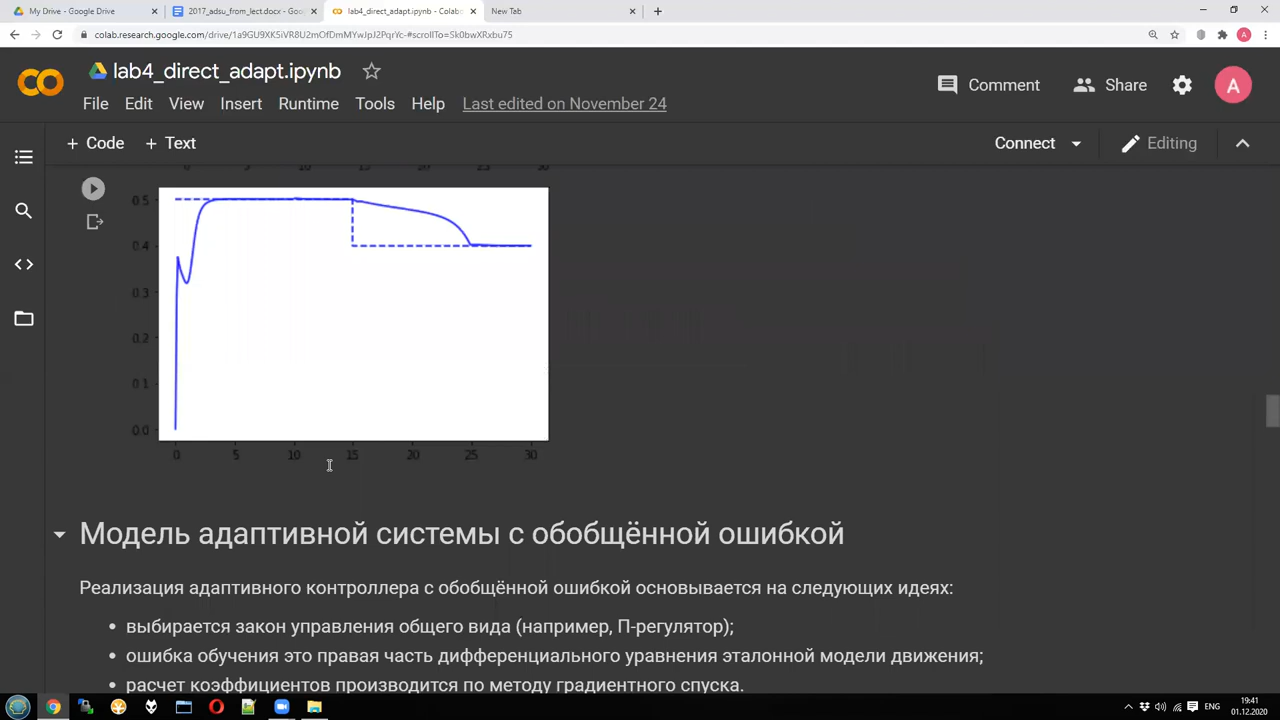 My Drive - Google Drive
2017_adsu_from_lect.docx - Goo
lab4_direct_adapt.ipynb - Colabo
New Tab
colab.research.google.com/drive/1a9GU9XK5iVR8U2mOfDmMYwJpJ2PqrYc-#scrollTo=Sk0bwXRxbu75
lab4_direct_adapt.ipynb
Comment
Share
A
File Edit View Insert Runtime Tools Help Last edited on November 24
+ Code + Text
Connect
Editing
0.5
0.4
0.3
0.2
0.1
0.0
0 5 10 15 20 25 30
Модель адаптивной системы с обобщённой ошибкой
Реализация адаптивного контроллера с обобщённой ошибкой основывается на следующих идеях:
• выбирается закон управления общего вида (например, П-регулятор);
• ошибка обучения это правая часть дифференциального уравнения эталонной модели движения;
• расчет коэффициентов производится по методу градиентного спуска.
ENG
19:41
01.12.2020